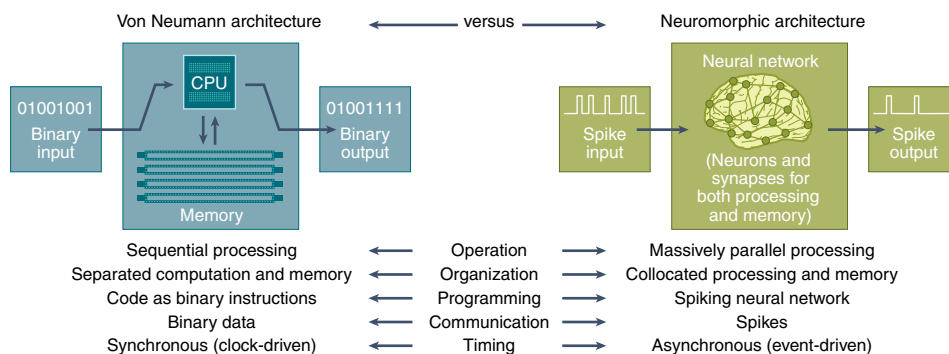 Von Neumann architecture versus Neuromorphic architecture
CPU
01001001
Binary
input
01001111
Binary
output
Memory
Neural network
Spike
input
Spike
output
(Neurons and
synapses for
both processing
and memory)
Sequential processing Operation Massively parallel processing
Separated computation and memory Organization Collocated processing and memory
Code as binary instructions Programming Spiking neural network
Binary data Communication Spikes
Synchronous (clock-driven) Timing Asynchronous (event-driven)